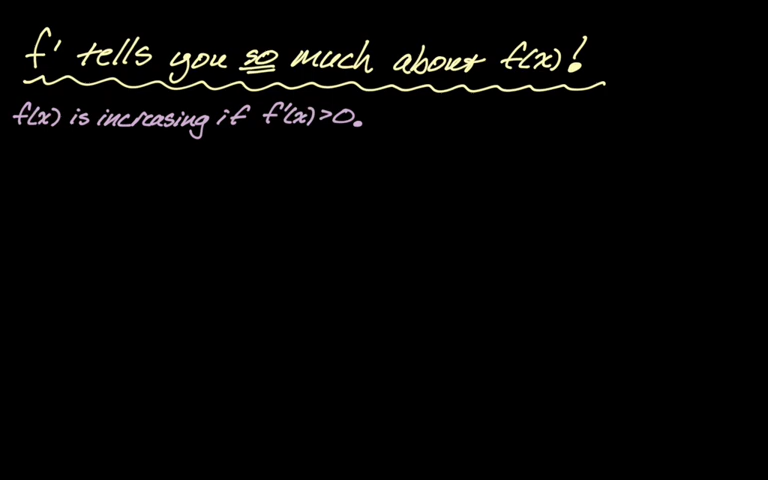 f' tells you so much about f(x)!
f(x) is increasing if f'(x)>0.